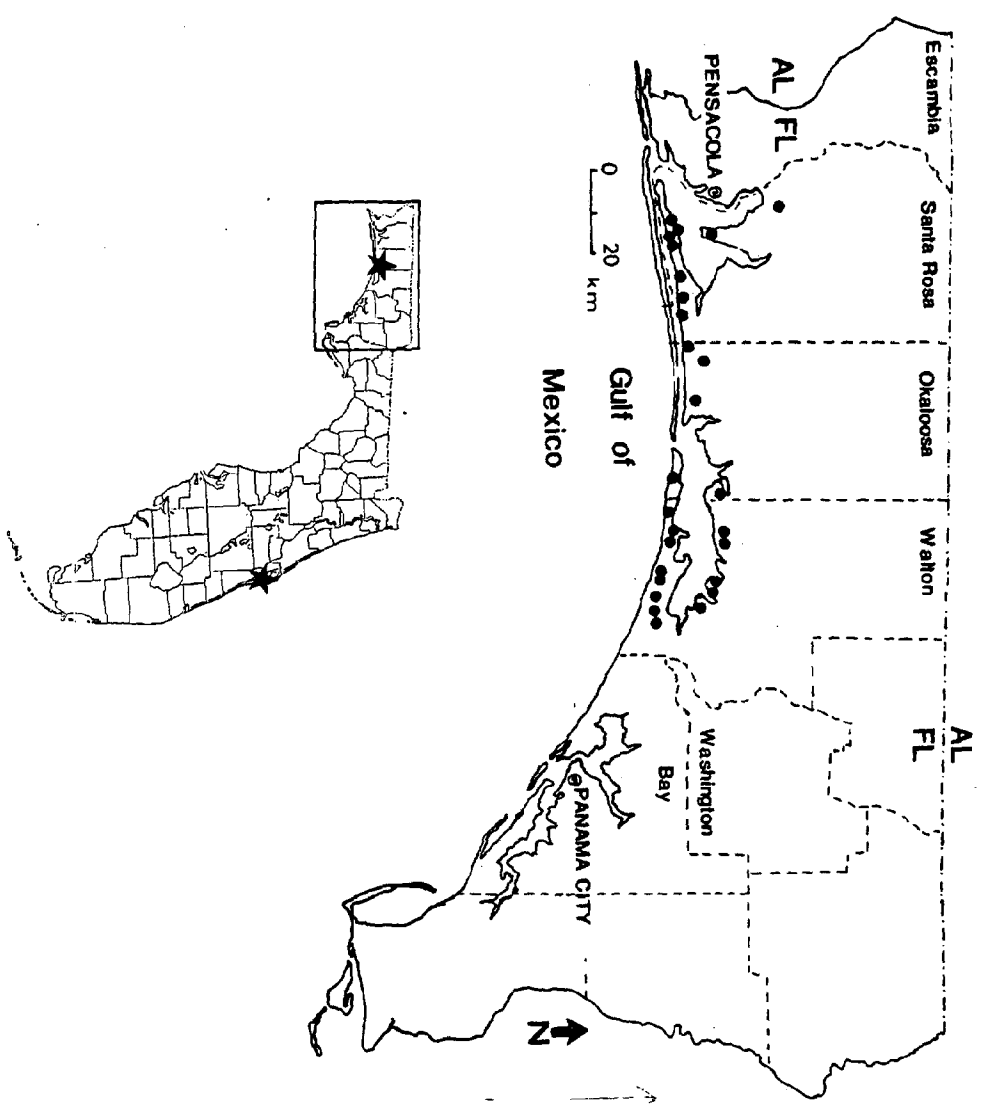 AL
FL
Escambia
Santa Rosa
Okaloosa
Walton
AL
FL
PENSACOLA
Washington
Bay
PANAMA CITY
0 20 km
Gulf of
Mexico
N